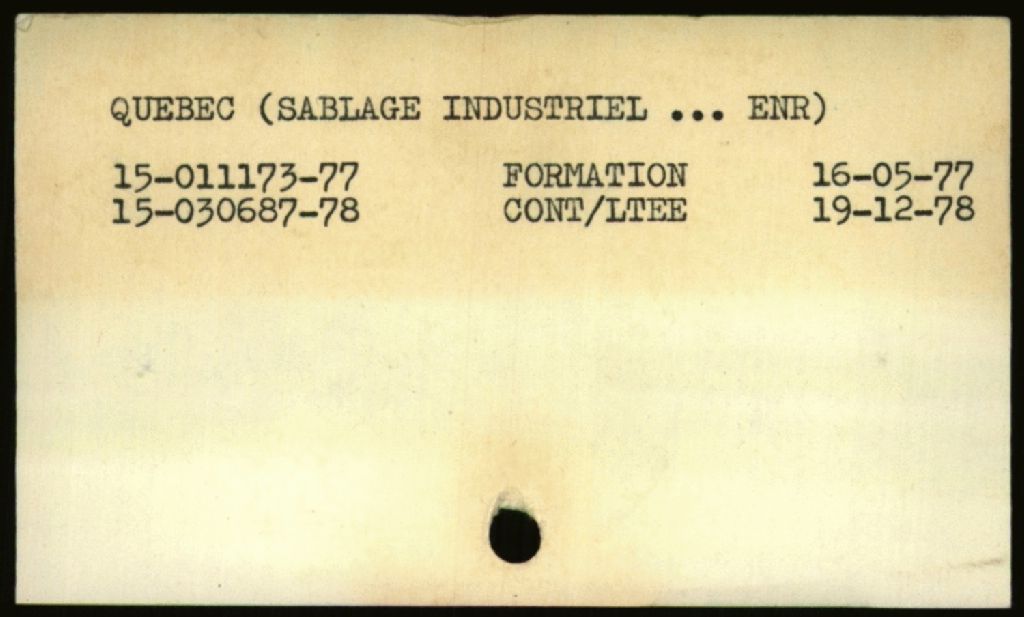 QUEBEC (SABLAGE INDUSTRIEL ... ENR)
15-011173-77 FORMATION 16-05-77
15-030687-78 CONT/LTEE 19-12-78